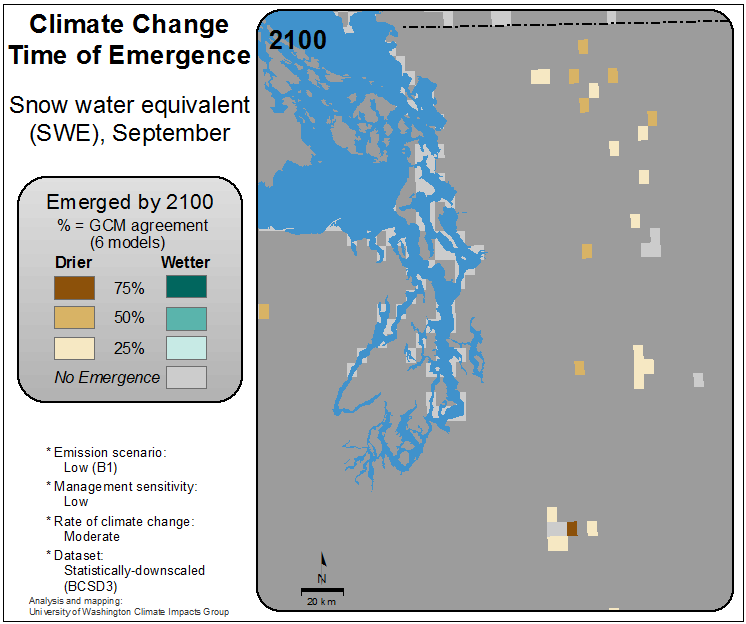 Climate Change
Time of Emergence
Snow water equivalent
(SWE), September
Emerged by 2100
% = GCM agreement
(6 models)
Drier Wetter
75%
50%
25%
No Emergence
* Emission scenario:
Low (B1)
* Management sensitivity:
Low
* Rate of climate change:
Moderate
* Dataset:
Statistically-downscaled
(BCSD3)
Analysis and mapping:
University of Washington Climate Impacts Group
2100
N
20 km